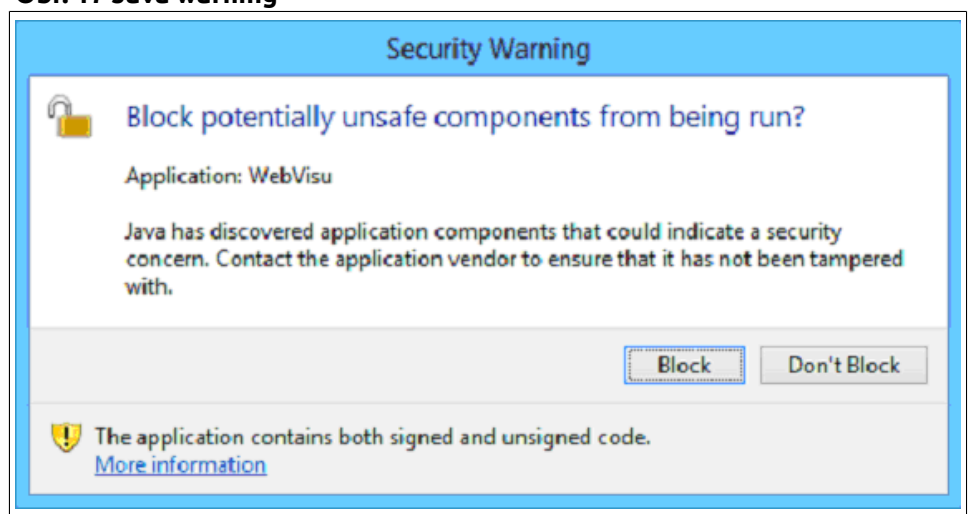 warning
Security Warning
Block potentially unsafe components from being run?
Application: WebVisu
Java has discovered application components that could indicate a security
concern. Contact the application vendor to ensure that it has not been tampered
with.
Block Don't Block
The application contains both signed and unsigned code.
More information